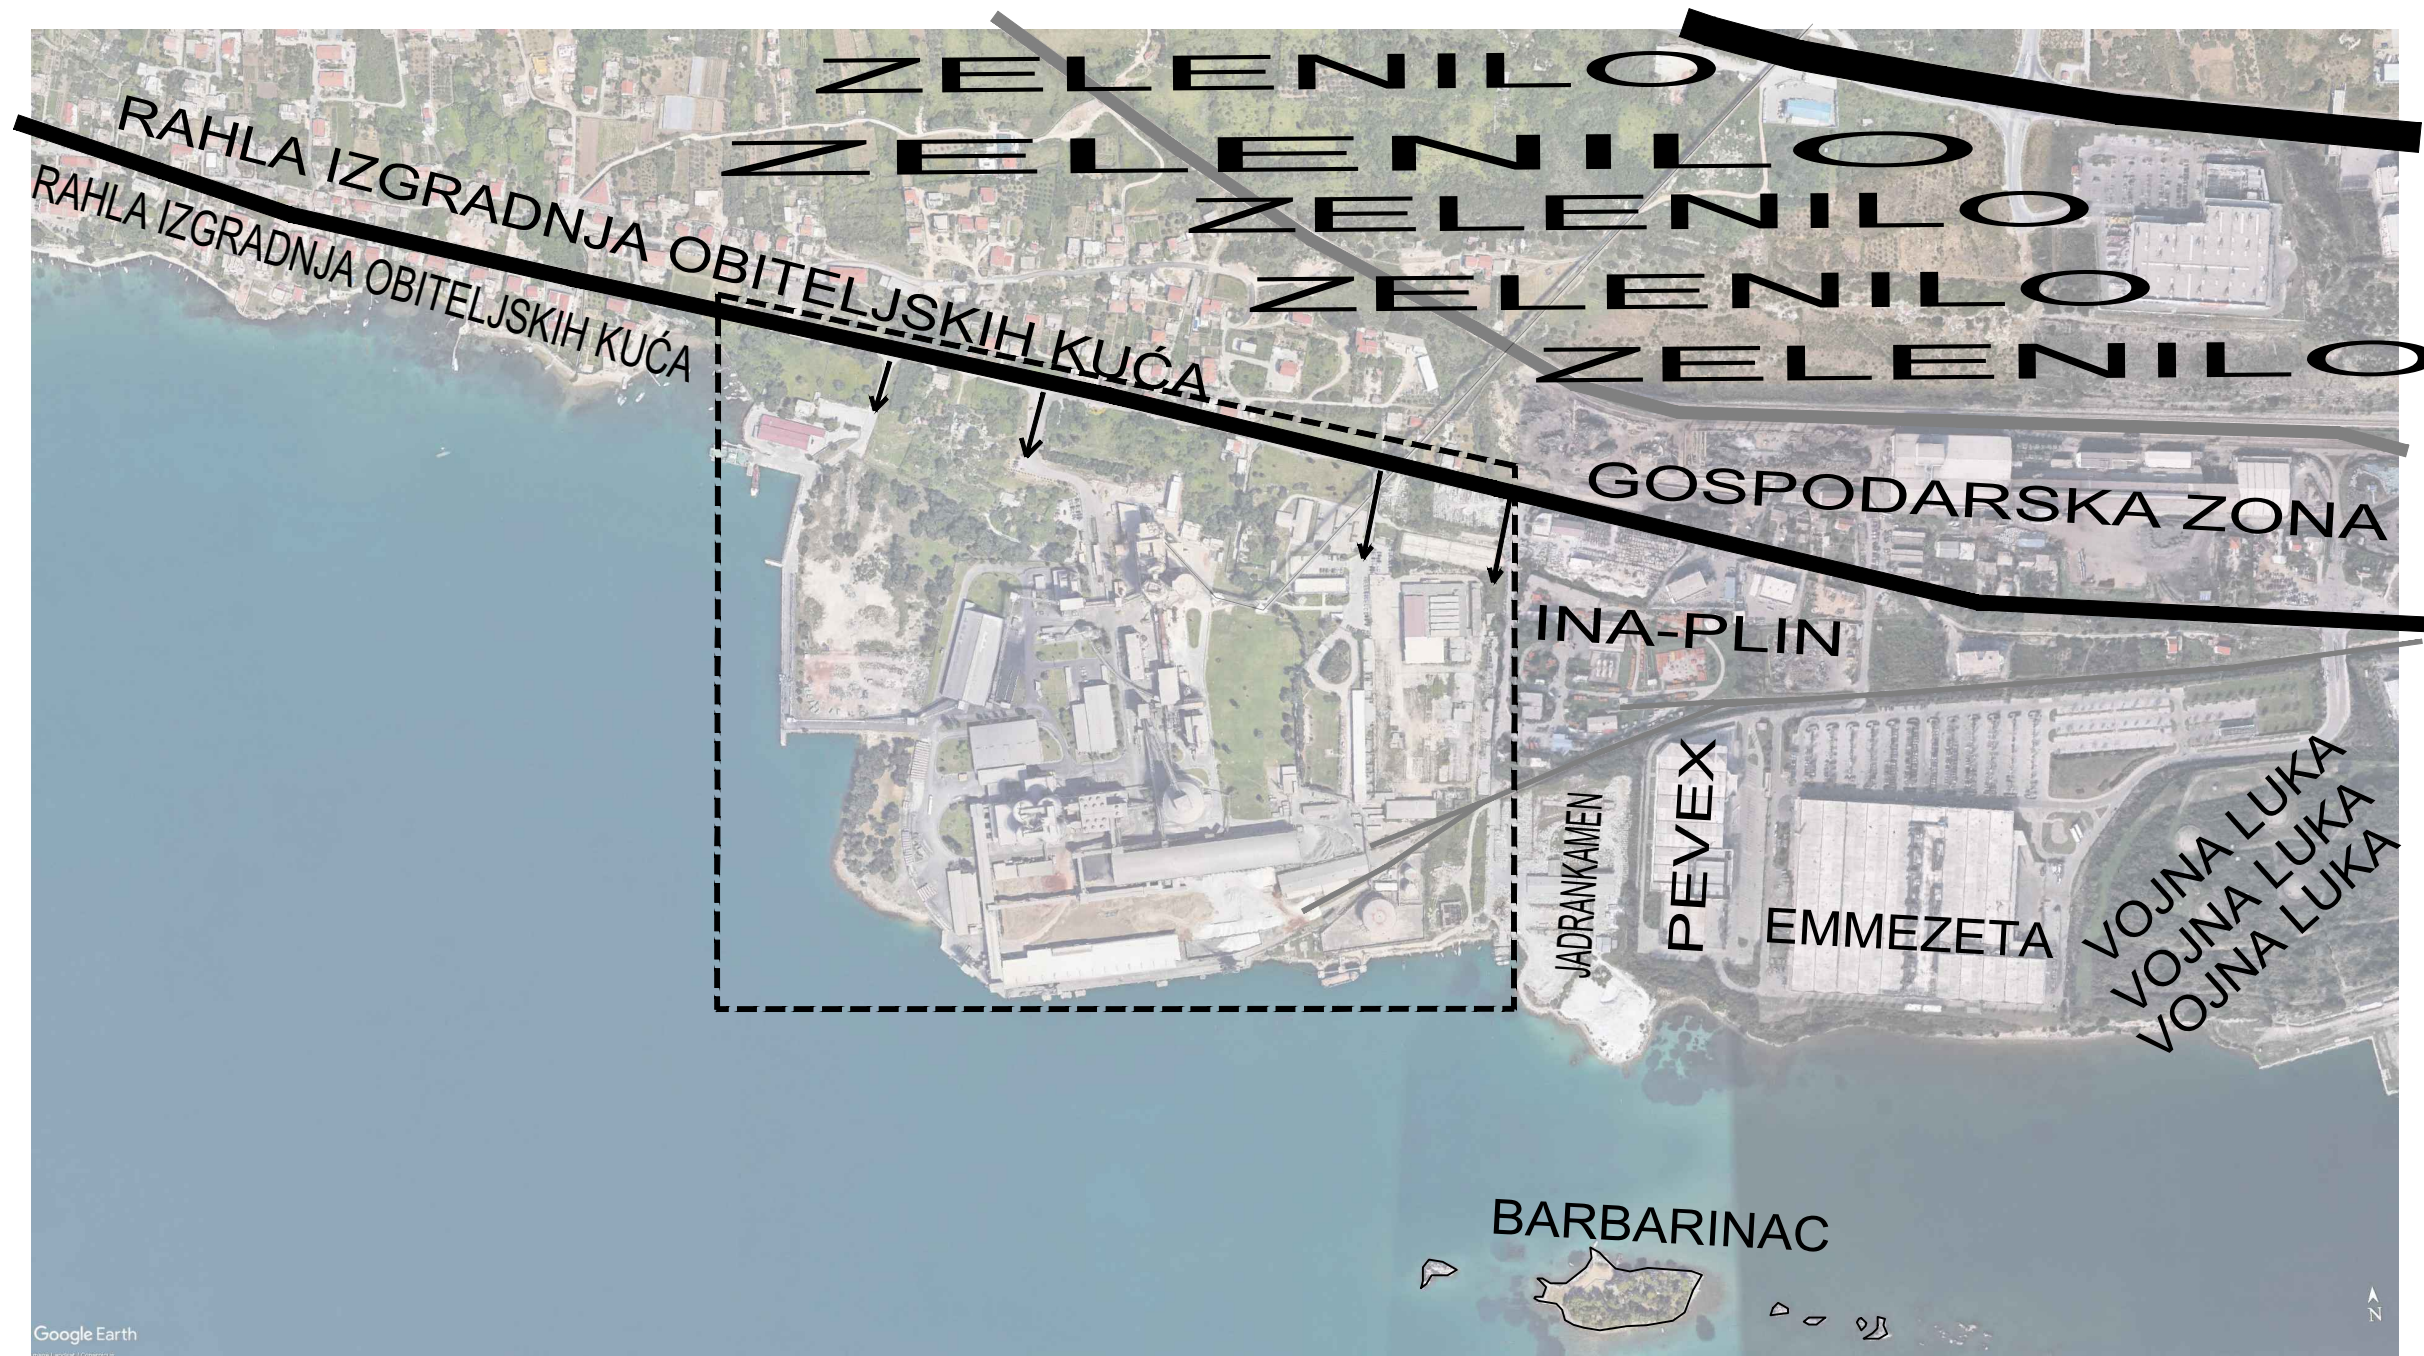 ZELENILO
ZELENILO
ZELENILO
ZELENILO
ZELENILO
RAHLA IZGRADNJA OBITELJSKIH KUĆA
RAHLA IZGRADNJA OBITELJSKIH KUĆA
GOSPODARSKA ZONA
INA-PLIN
JADRANKAMEN
PEVEX
EMMEZETA
VOJNA LUKA
VOJNA LUKA
VOJNA LUKA
BARBARINAC
N
Google Earth